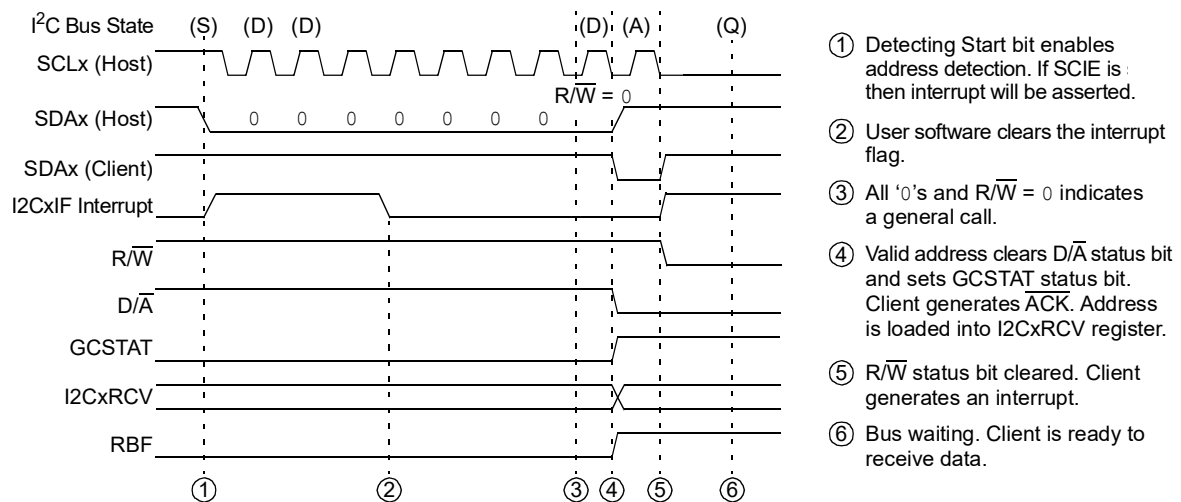 I²C Bus State (S) (D) (D) (D) (A) (Q)
SCLx (Host)
R/W̅ = 0
SDAx (Host) 0 0 0 0 0 0 0
SDAx (Client)
I2CxIF Interrupt
R/W̅
D/A̅
GCSTAT
I2CxRCV
RBF
① ② ③ ④ ⑤ ⑥
① Detecting Start bit enables
address detection. If SCIE is
then interrupt will be asserted.
② User software clears the interrupt
flag.
③ All ‘0’s and R/W̅ = 0 indicates
a general call.
④ Valid address clears D/A̅ status bit
and sets GCSTAT status bit.
Client generates A̅C̅K̅. Address
is loaded into I2CxRCV register.
⑤ R/W̅ status bit cleared. Client
generates an interrupt.
⑥ Bus waiting. Client is ready to
receive data.